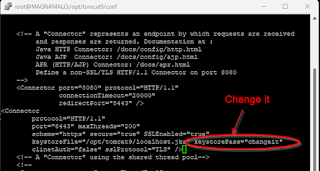 root@MAGNAMALO:/opt/tomcat9/conf
<!-- A "Connector" represents an endpoint by which requests are received
and responses are returned. Documentation at :
Java HTTP Connector: /docs/config/http.html
Java AJP Connector: /docs/config/ajp.html
APR (HTTP/AJP) Connector: /docs/apr.html
Define a non-SSL/TLS HTTP/1.1 Connector on port 8080
-->
<Connector port="8080" protocol="HTTP/1.1"
connectionTimeout="20000"
redirectPort="8443" />
<Connector
Change it
protocol="HTTP/1.1"
port="8443" maxThreads="200"
scheme="https" secure="true" SSLEnabled="true"
keystoreFile="/opt/tomcat9/localhost.jks" keystorePass="changeit"
clientAuth="false" sslProtocol="TLS" />
<!-- A "Connector" using the shared thread pool-->